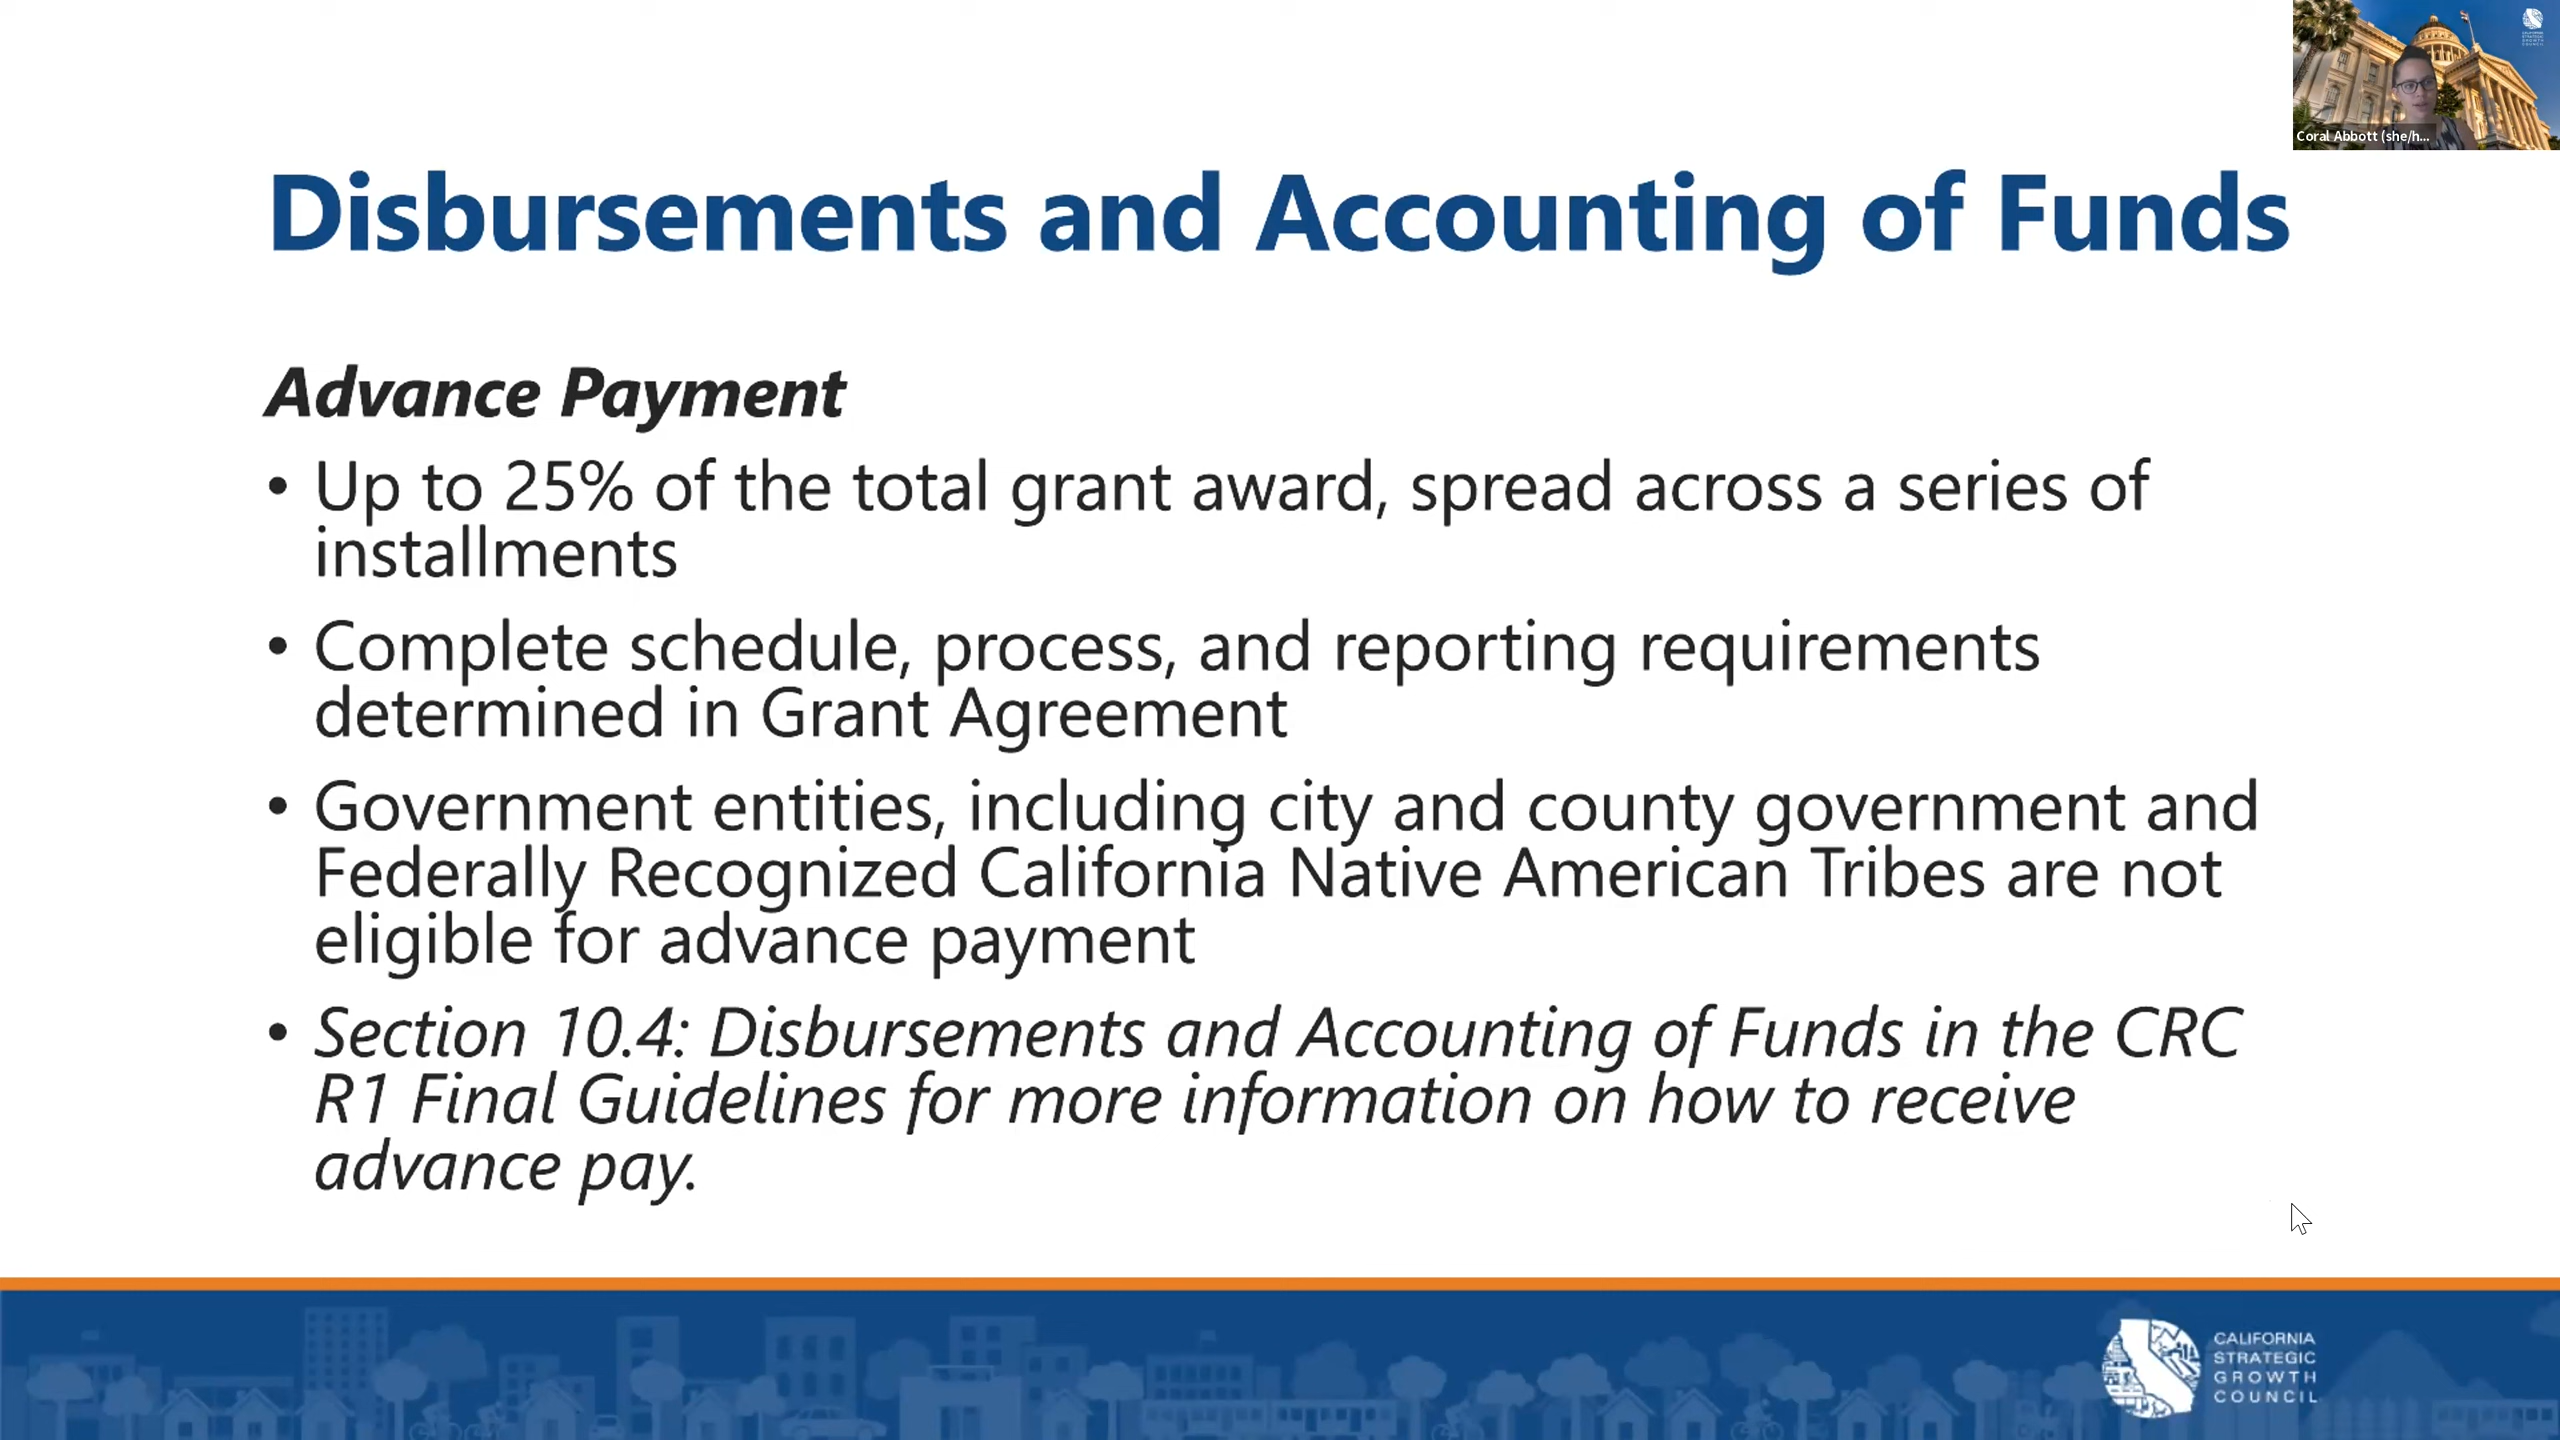 Coral Abbott (she/h...
Disbursements and Accounting of Funds
Advance Payment
• Up to 25% of the total grant award, spread across a series of
installments
• Complete schedule, process, and reporting requirements
determined in Grant Agreement
• Government entities, including city and county government and
Federally Recognized California Native American Tribes are not
eligible for advance payment
• Section 10.4: Disbursements and Accounting of Funds in the CRC
R1 Final Guidelines for more information on how to receive
advance pay.
CALIFORNIA
STRATEGIC
GROWTH
COUNCIL